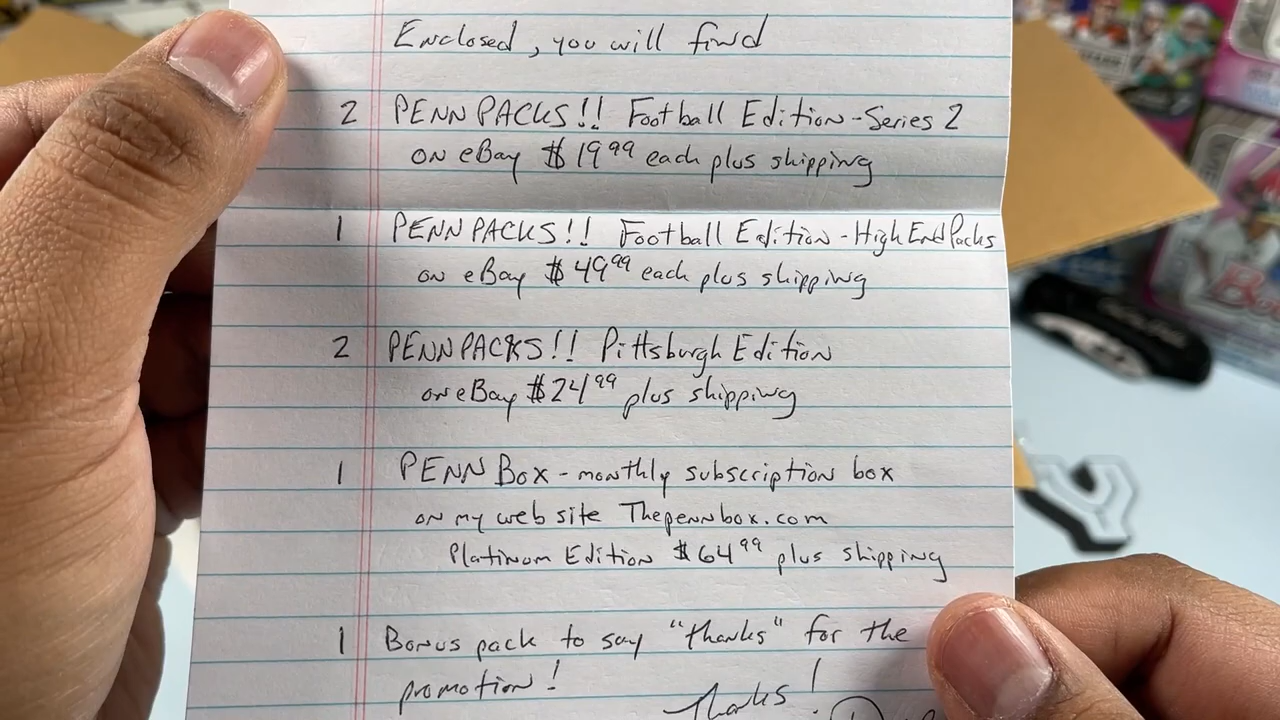 Enclosed, you will find
2 PENN PACKS!! Football Edition-Series 2
on eBay $19.99 each plus shipping
1 PENN PACKS!! Football Edition-High End Packs
on eBay $49.99 each plus shipping
2 PENN PACKS!! Pittsburgh Edition
on eBay $24.99 plus shipping
1 PENN BOX - monthly subscription box
on my web site Thepennbox.com
Platinum Edition $64.99 plus shipping
1 Bonus pack to say "thanks" for the
promotion!
Thanks!